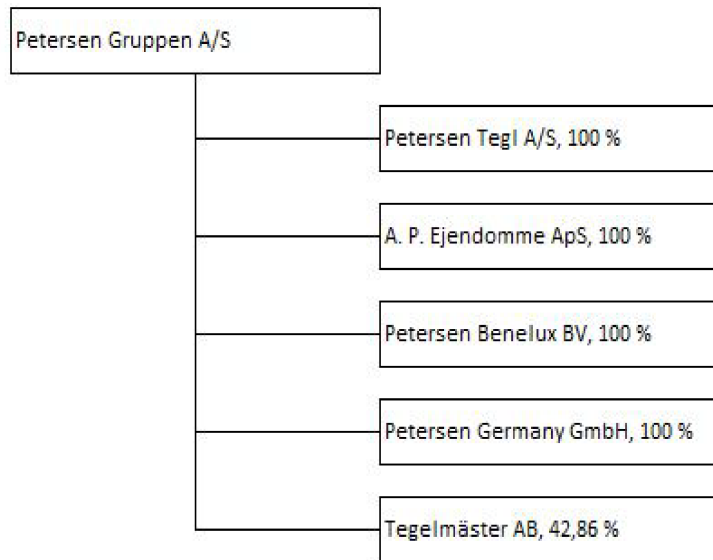 Petersen Gruppen A/S
Petersen Tegl A/S, 100 %
A. P. Ejendomme ApS, 100 %
Petersen Benelux BV, 100 %
Petersen Germany GmbH, 100 %
Tegelmäster AB, 42,86 %